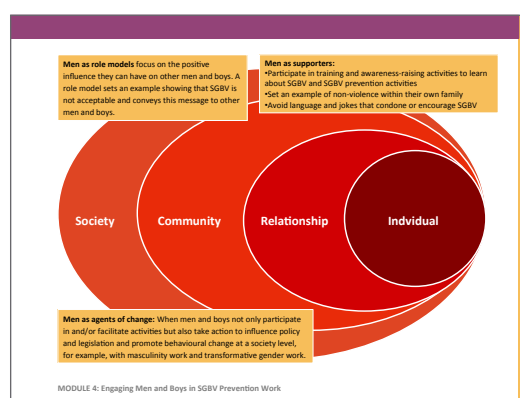 Men as role models focus on the positive
influence they can have on other men and boys. A
role model sets an example showing that SGBV is
not acceptable and conveys this message to other
men and boys.
Men as supporters:
•Participate in training and awareness-raising activities to learn
about SGBV and SGBV prevention activities
•Set an example of non-violence within their own family
•Avoid language and jokes that condone or encourage SGBV
Society
Community
Relationship
Indvidual
Men as agents of change: When men and boys not only participate
in and/or facilitate activities but also take action to influence policy
and legislation and promote behavioural change at a society level,
for example, with masculinity work and transformative gender work.
MODULE 4: Engaging Men and Boys in SGBV Prevention Work